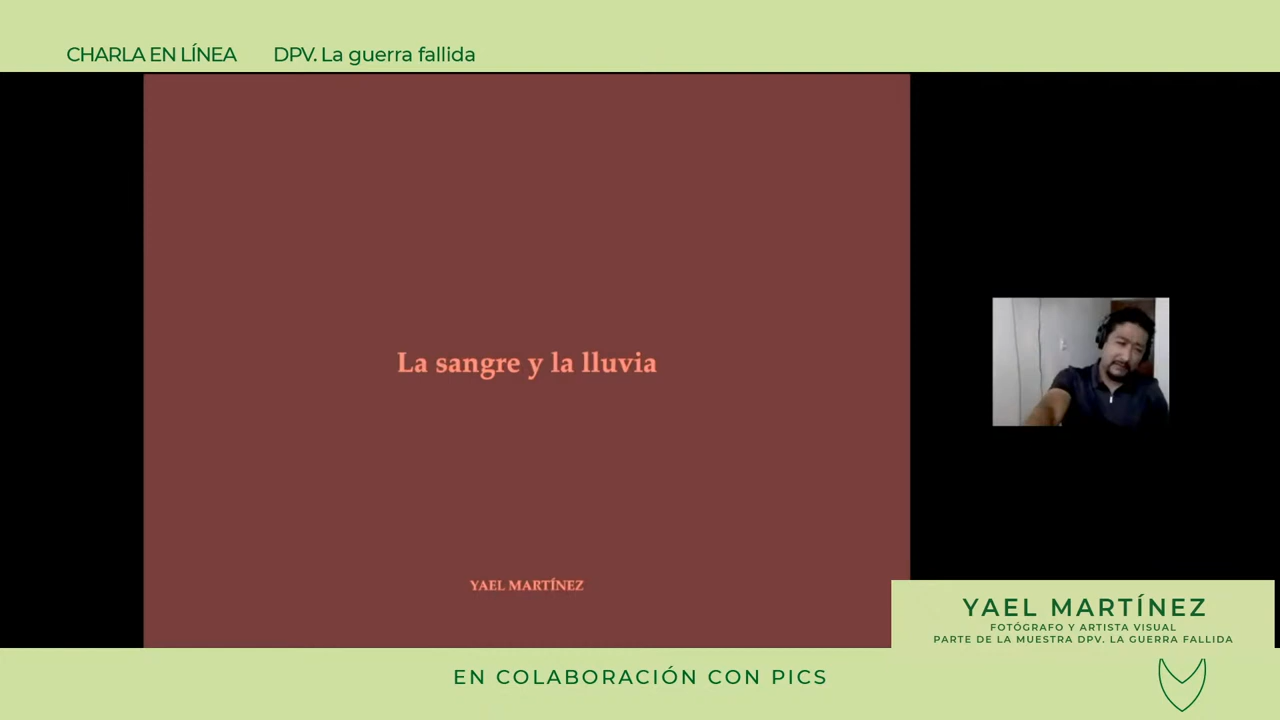 CHARLA EN LÍNEA DPV. La guerra fallida
La sangre y la lluvia
YAEL MARTÍNEZ
YAEL MARTÍNEZ
FOTÓGRAFO Y ARTISTA VISUAL
PARTE DE LA MUESTRA DPV. LA GUERRA FALLIDA
EN COLABORACIÓN CON PICS